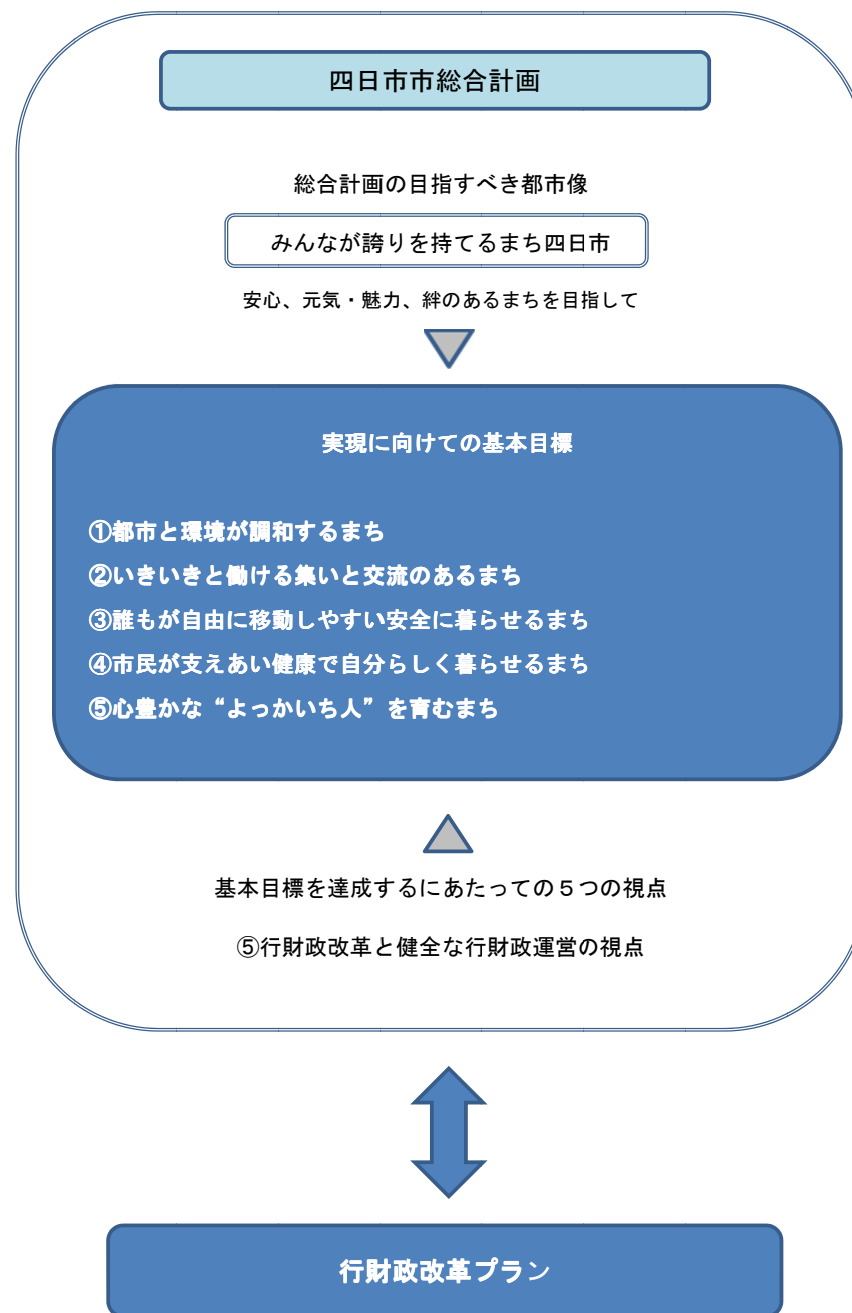 四日市市総合計画
総合計画の目指すべき都市像
みんなが誇りを持てるまち四日市
安心、元気・魅力、絆のあるまちを目指して
実現に向けての基本目標
①都市と環境が調和するまち
②いきいきと働ける集いと交流のあるまち
③誰もが自由に移動しやすい安全に暮らせるまち
④市民が支えあい健康で自分らしく暮らせるまち
⑤心豊かな“よっかいち人”を育むまち
基本目標を達成するにあたっての５つの視点
⑤行財政改革と健全な行財政運営の視点
行財政改革プラン